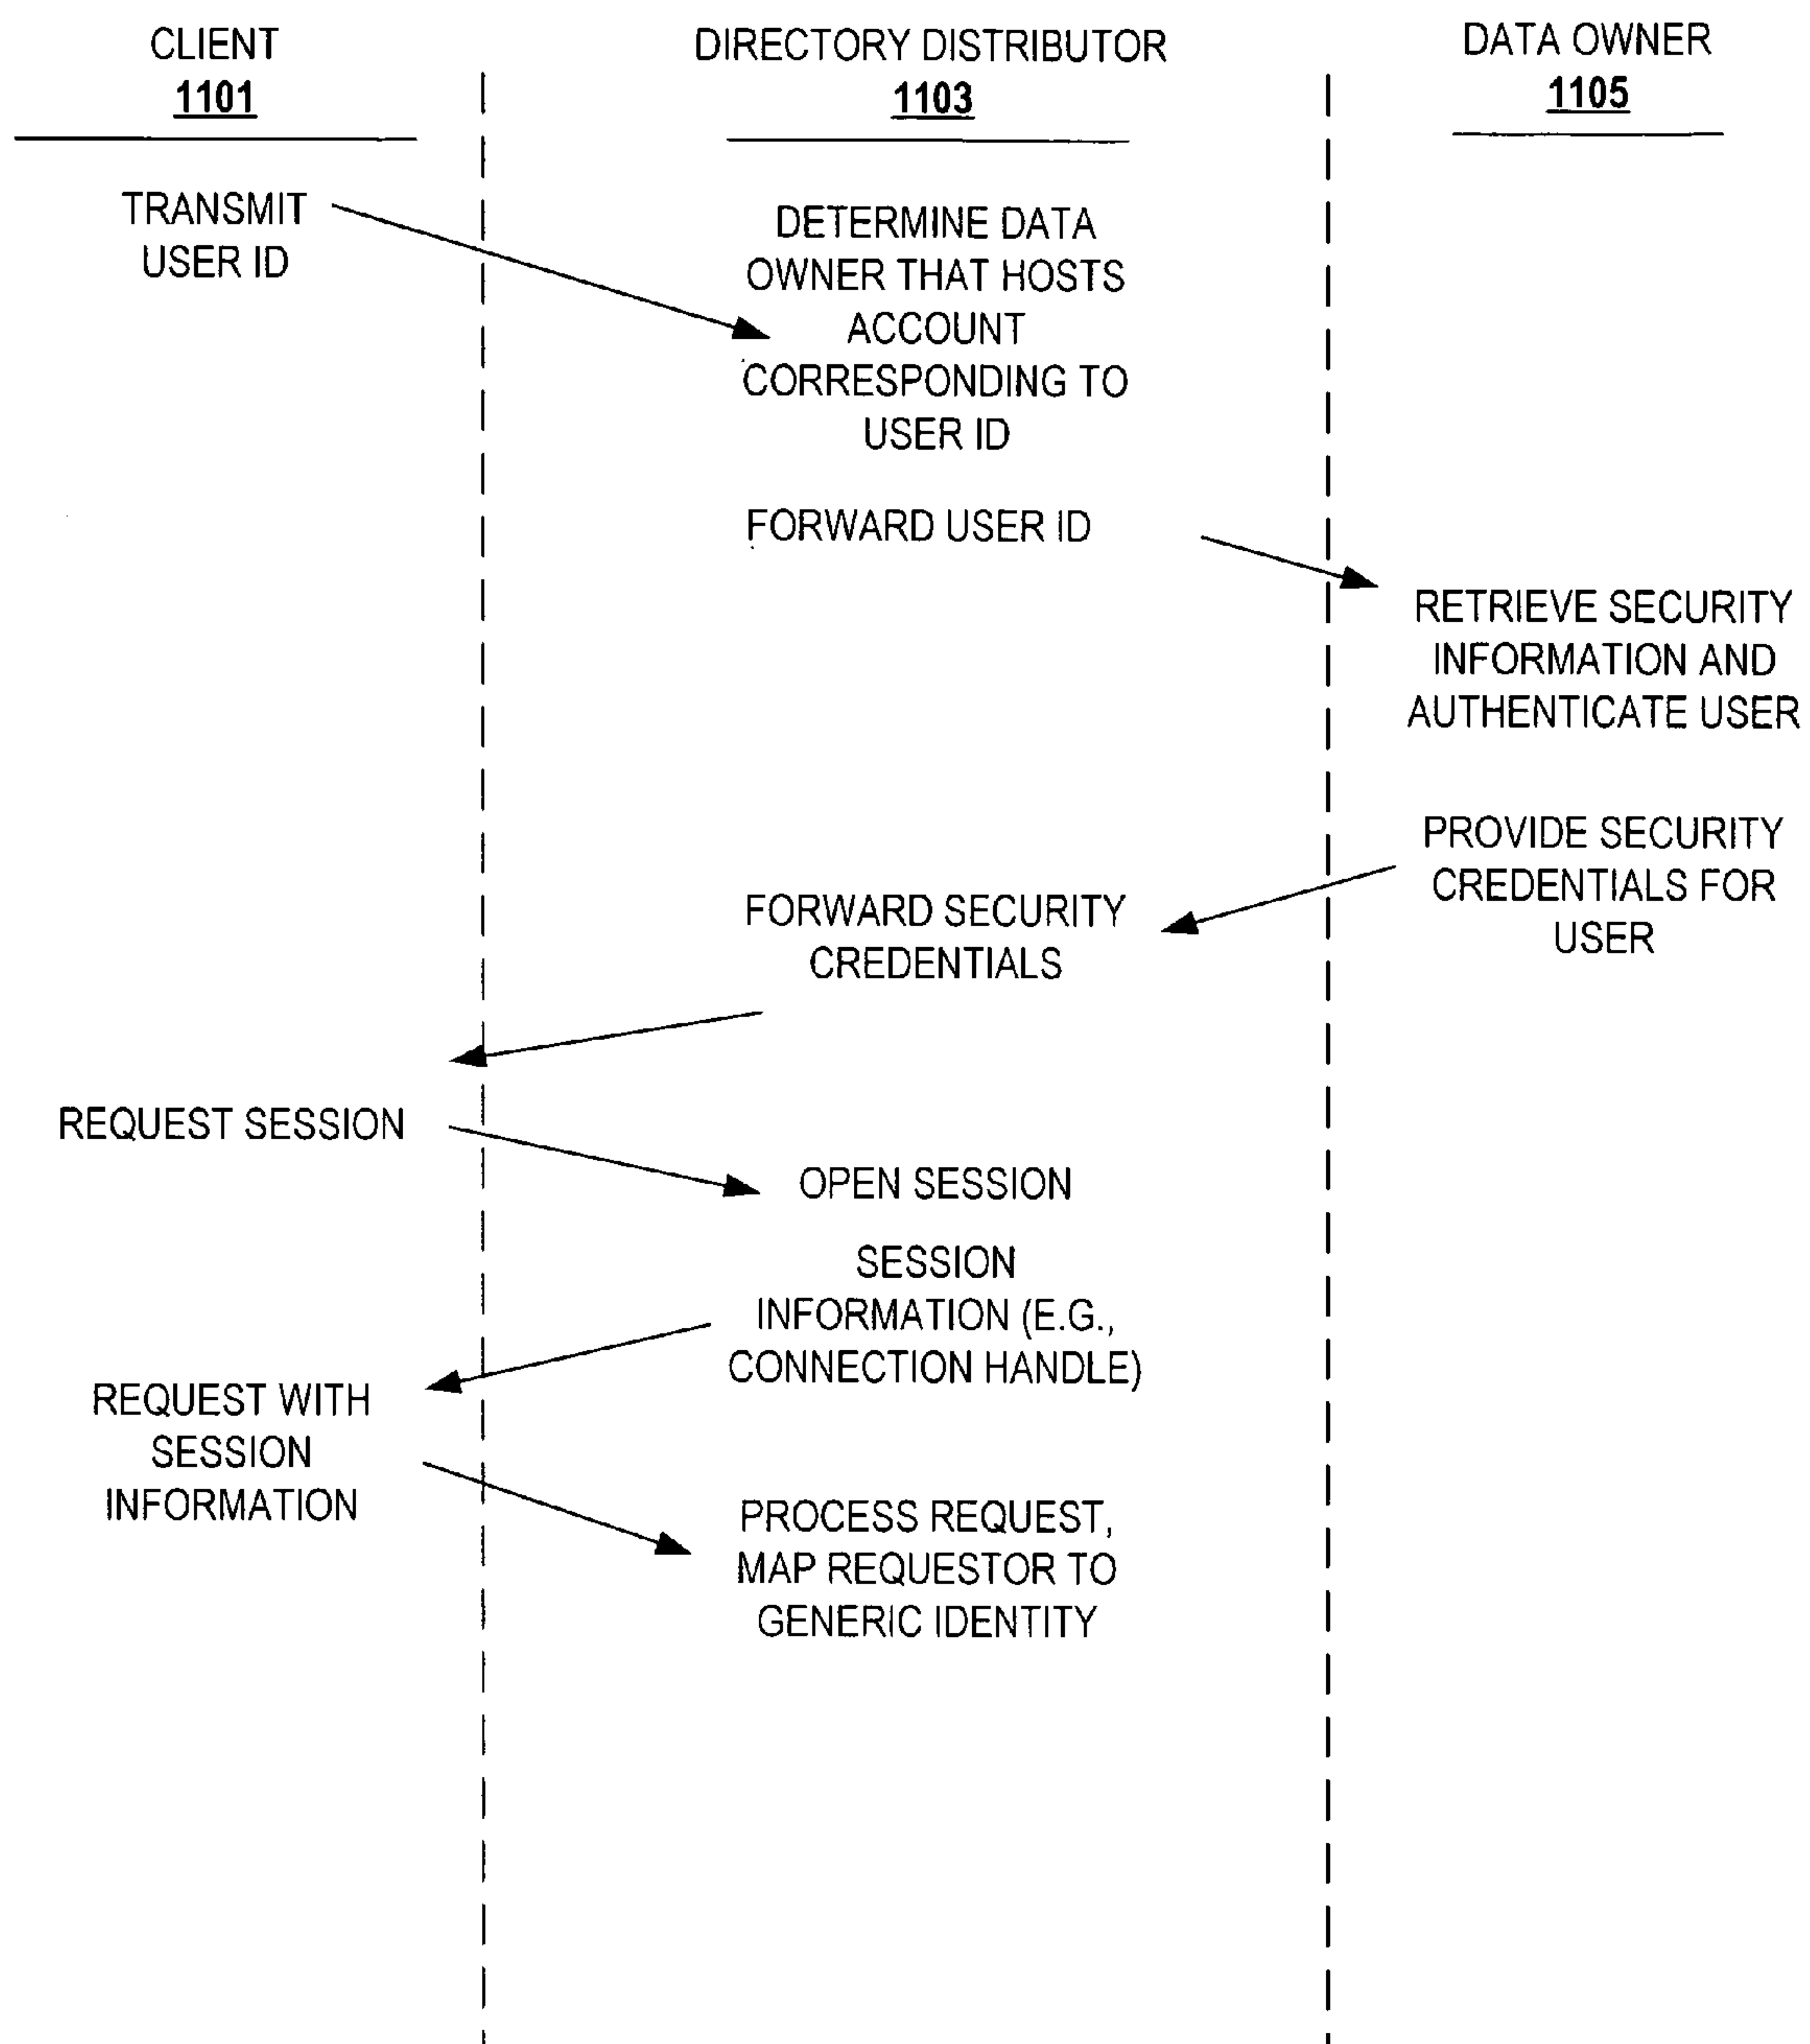 CLIENT
1101
DIRECTORY DISTRIBUTOR
1103
DATA OWNER
1105
TRANSMIT
USER ID
DETERMINE DATA
OWNER THAT HOSTS
ACCOUNT
CORRESPONDING TO
USER ID
FORWARD USER ID
RETRIEVE SECURITY
INFORMATION AND
AUTHENTICATE USER
PROVIDE SECURITY
CREDENTIALS FOR
USER
FORWARD SECURITY
CREDENTIALS
REQUEST SESSION
OPEN SESSION
SESSION
INFORMATION (E.G.,
CONNECTION HANDLE)
REQUEST WITH
SESSION
INFORMATION
PROCESS REQUEST,
MAP REQUESTOR TO
GENERIC IDENTITY